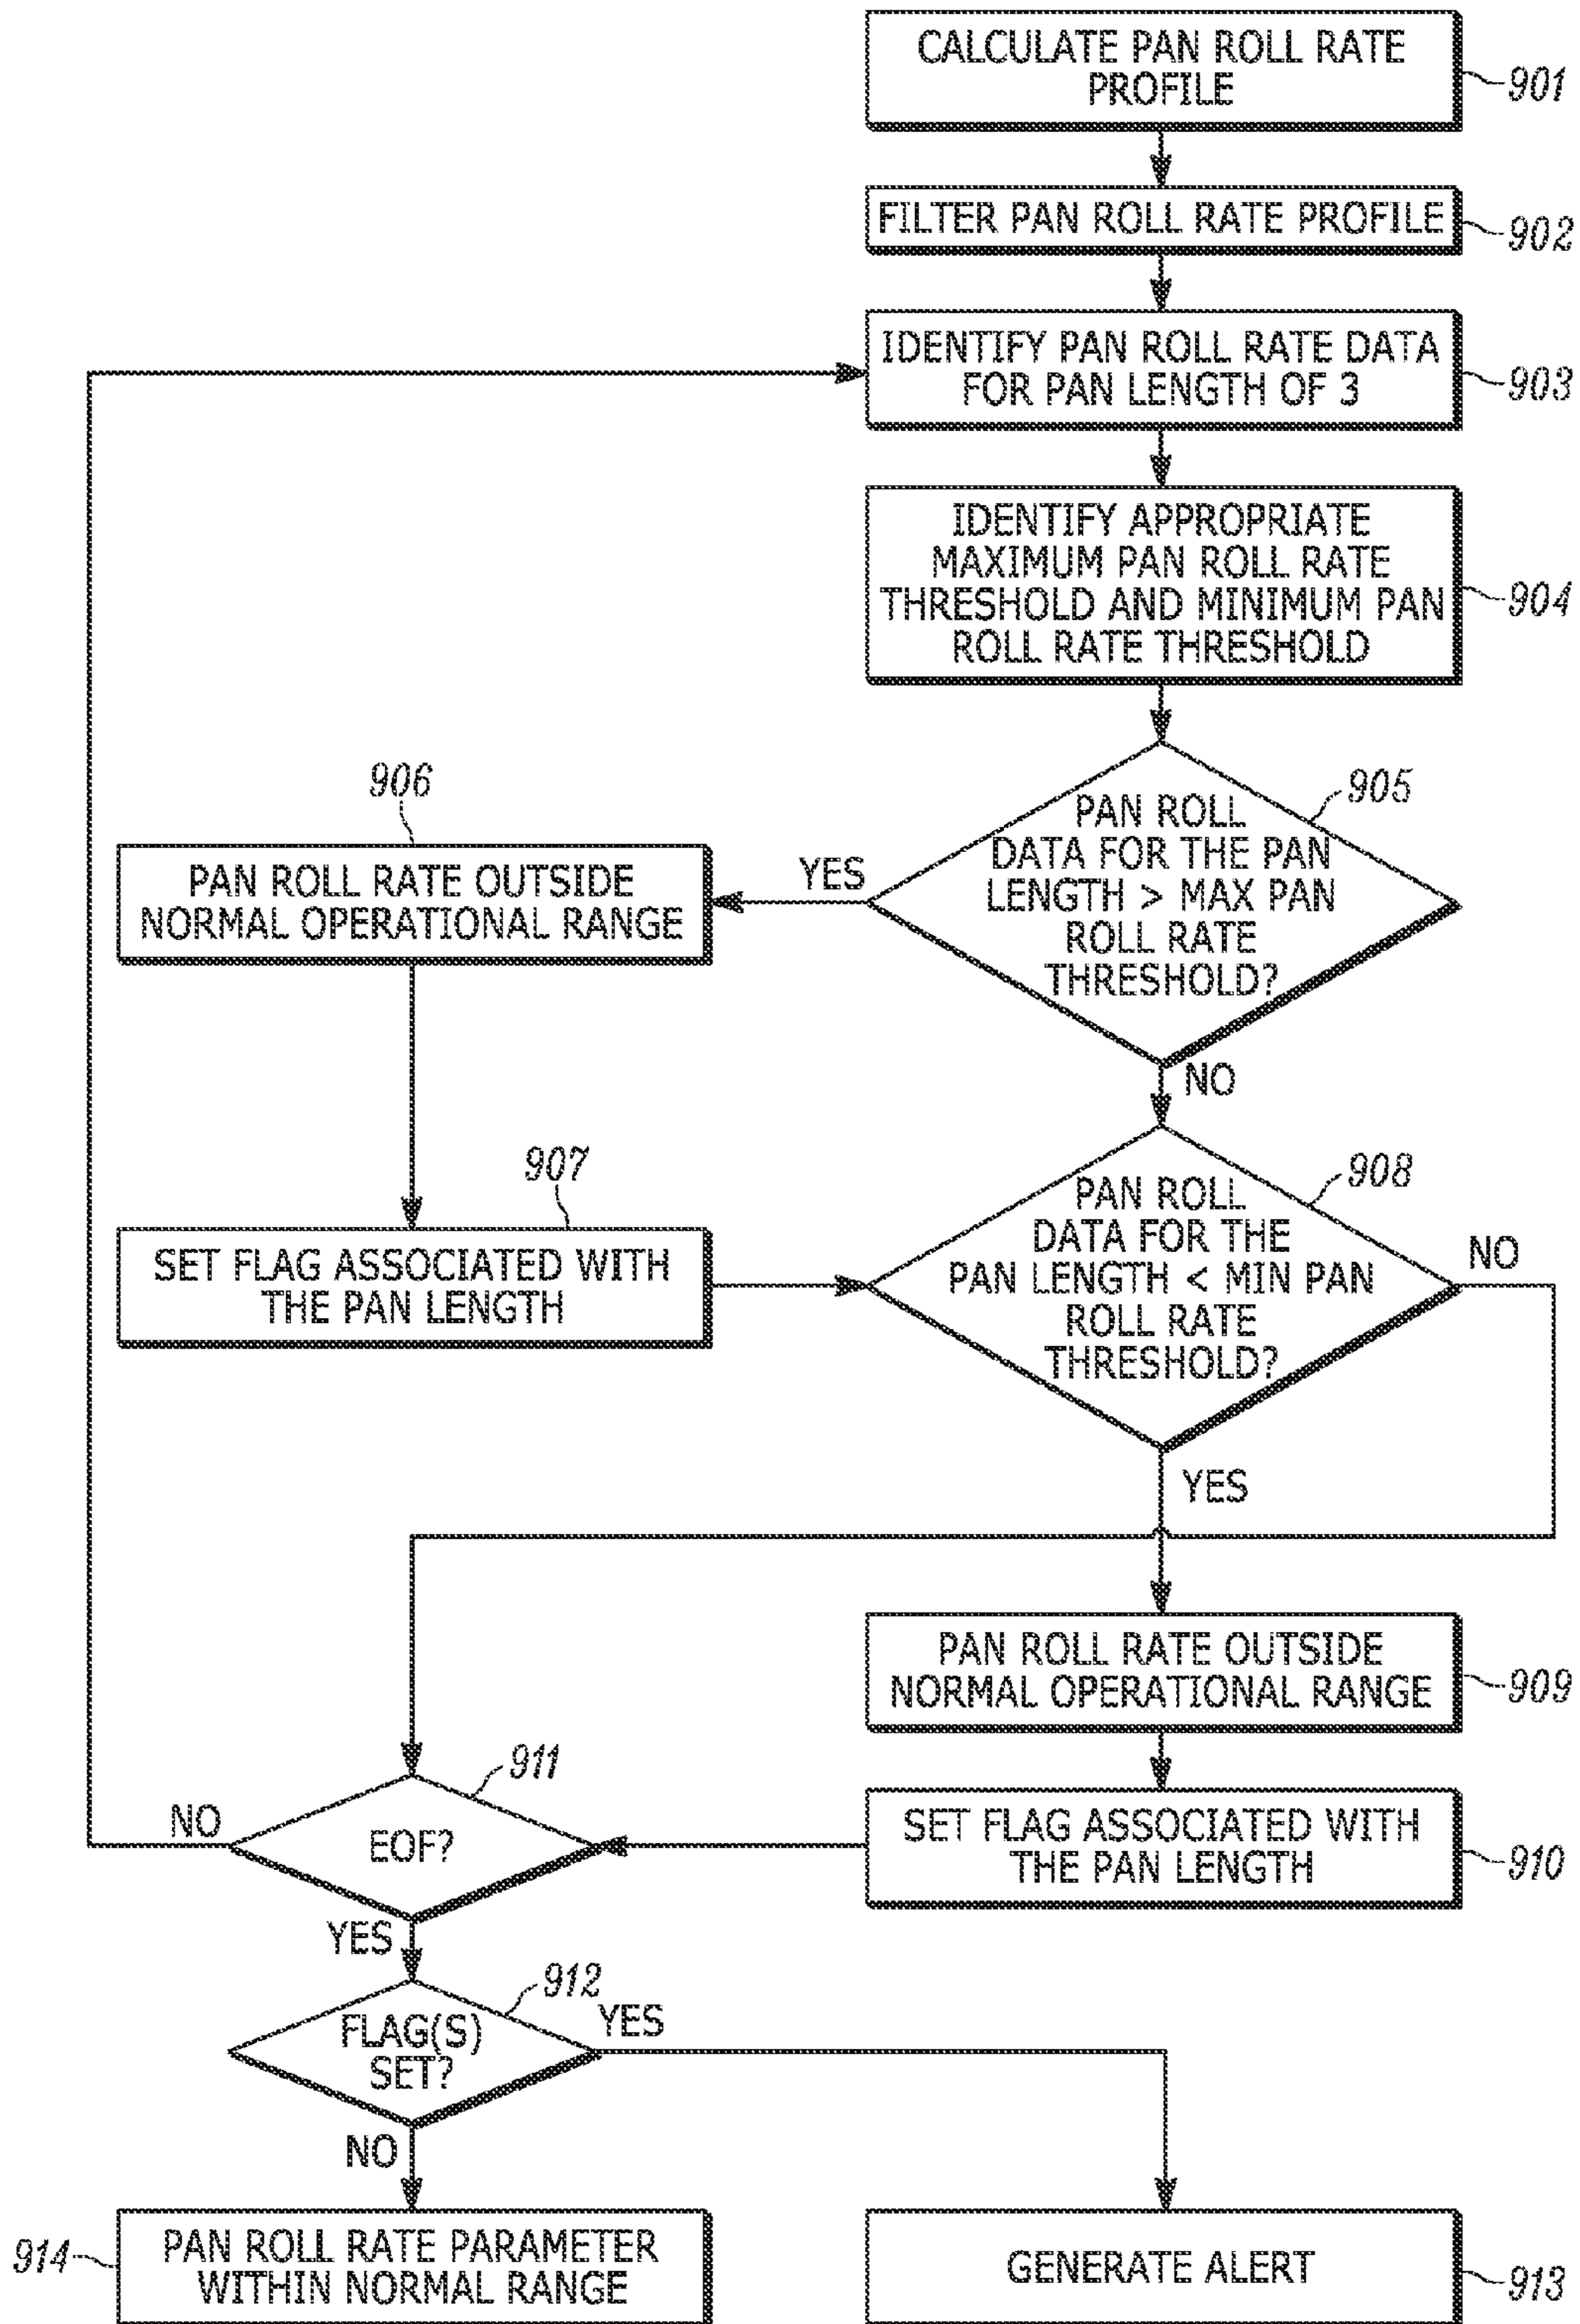 CALCULATE PAN ROLL RATE
PROFILE
901
FILTER PAN ROLL RATE PROFILE
902
IDENTIFY PAN ROLL RATE DATA
FOR PAN LENGTH OF 3
903
IDENTIFY APPROPRIATE
MAXIMUM PAN ROLL RATE
THRESHOLD AND MINIMUM PAN
ROLL RATE THRESHOLD
904
PAN ROLL
DATA FOR THE PAN
LENGTH > MAX PAN
ROLL RATE
THRESHOLD?
905
YES
NO
906
PAN ROLL RATE OUTSIDE
NORMAL OPERATIONAL RANGE
907
SET FLAG ASSOCIATED WITH
THE PAN LENGTH
PAN ROLL
DATA FOR THE
PAN LENGTH < MIN PAN
ROLL RATE
THRESHOLD?
908
NO
YES
PAN ROLL RATE OUTSIDE
NORMAL OPERATIONAL RANGE
909
SET FLAG ASSOCIATED WITH
THE PAN LENGTH
910
911
NO
EOF?
YES
912
FLAG(S)
SET?
YES
NO
914
PAN ROLL RATE PARAMETER
WITHIN NORMAL RANGE
GENERATE ALERT
913